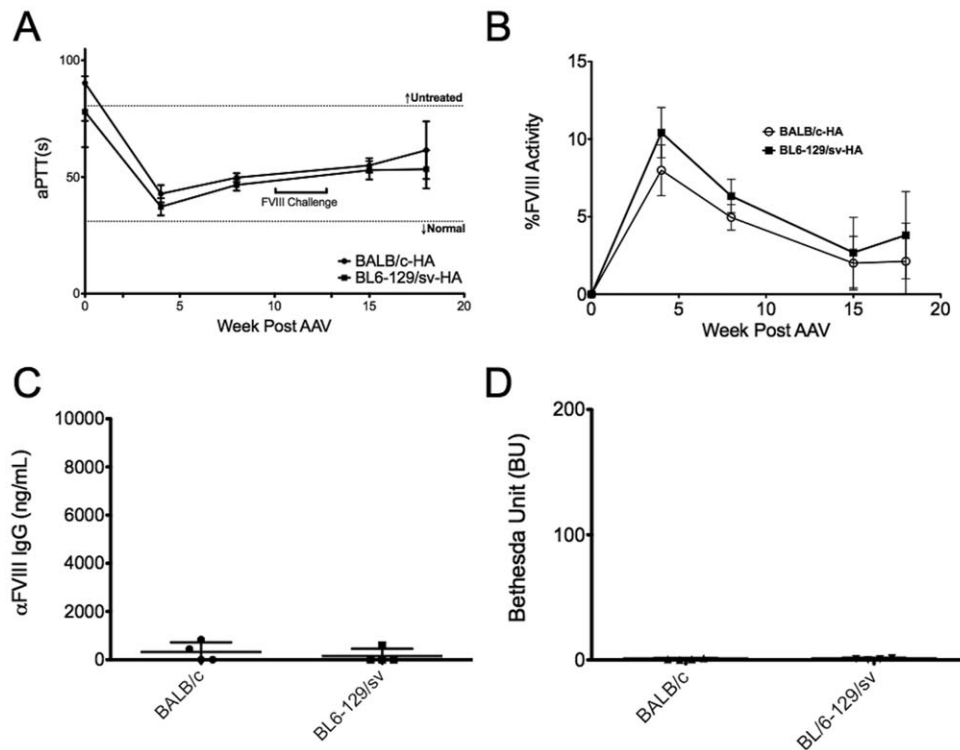 A
100
50
0
aPTT(s)
↑Untreated
FVIII Challenge
↓Normal
BALB/c-HA
BL6-129/sv-HA
0 5 10 15 20
Week Post AAV
B
15
10
5
0
%FVIII Activity
BALB/c-HA
BL6-129/sv-HA
0 5 10 15 20
Week Post AAV
C
10000
8000
6000
4000
2000
0
αFVIII IgG (ng/mL)
BALB/c
BL6-129/sv
D
200
100
0
Bethesda Unit (BU)
BALB/c
BL/6-129/sv